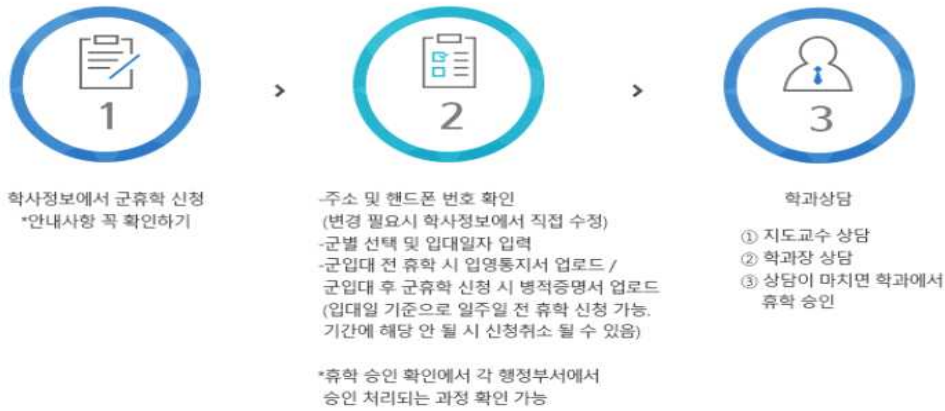 1
학사정보에서 군휴학 신청
*안내사항 꼭 확인하기
>
2
-주소 및 핸드폰 번호 확인
(변경 필요시 학사정보에서 직접 수정)
-군별 선택 및 입대일자 입력
-군입대 전 휴학 시 입영통지서 업로드 /
군입대 후 군휴학 신청 시 병적증명서 업로드
(입대일 기준으로 일주일 전 휴학 신청 가능.
기간에 해당 안 될 시 신청취소 될 수 있음)
*휴학 승인 확인에서 각 행정부서에서
승인 처리되는 과정 확인 가능
>
3
학과상담
① 지도교수 상담
② 학과장 상담
③ 상담이 마치면 학과에서
휴학 승인